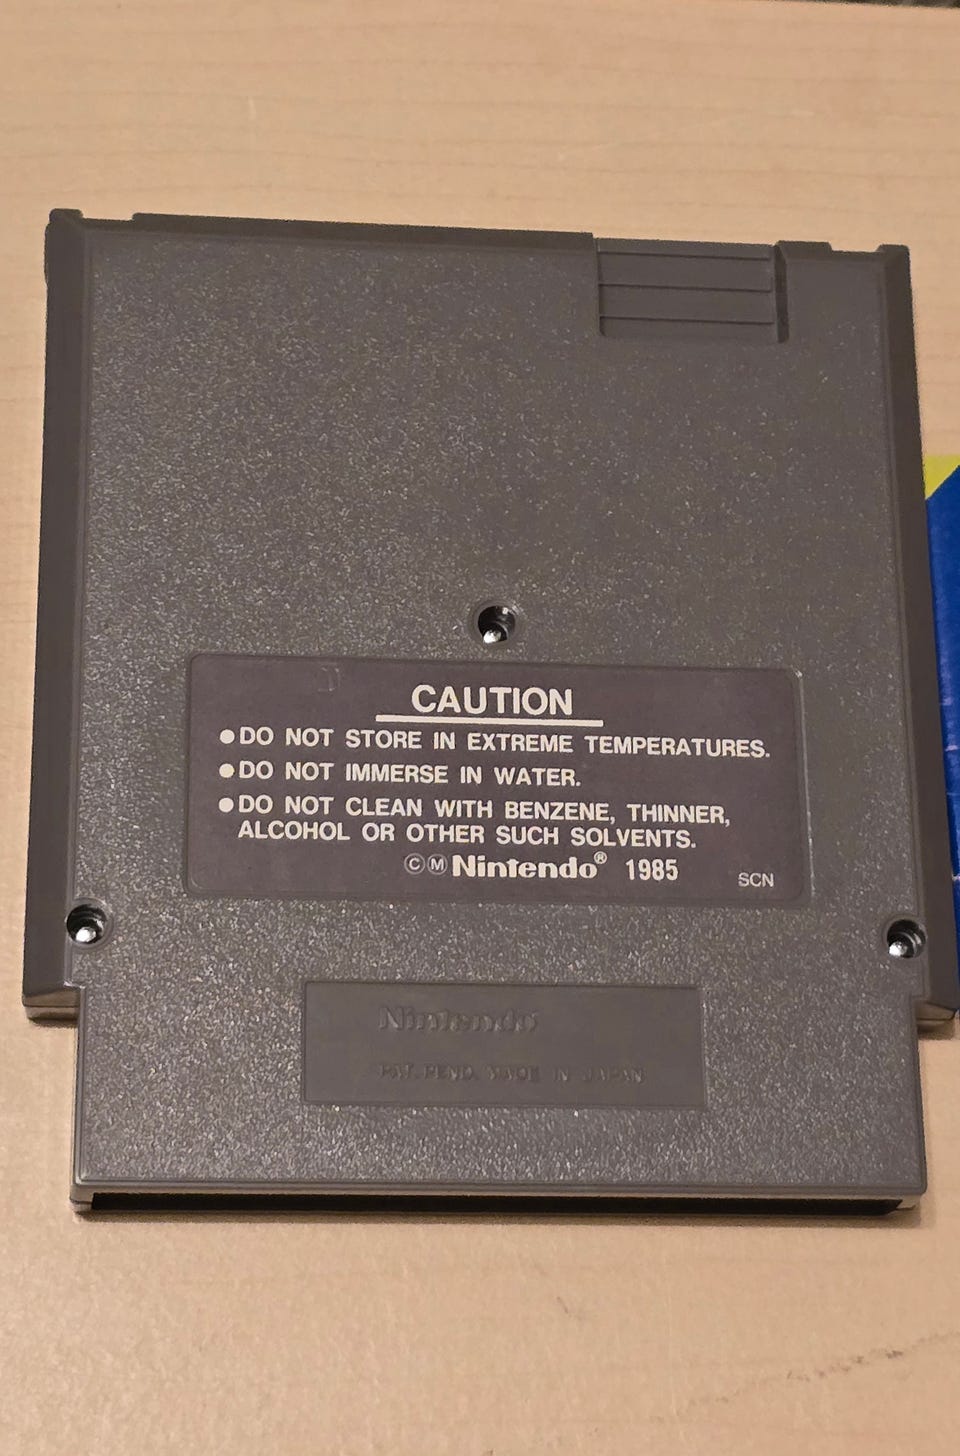 CAUTION
●DO NOT STORE IN EXTREME TEMPERATURES.
●DO NOT IMMERSE IN WATER.
●DO NOT CLEAN WITH BENZENE, THINNER,
ALCOHOL OR OTHER SUCH SOLVENTS.
©Ⓜ Nintendo® 1985
SCN
Nintendo
PAT. PEND. MADE IN JAPAN